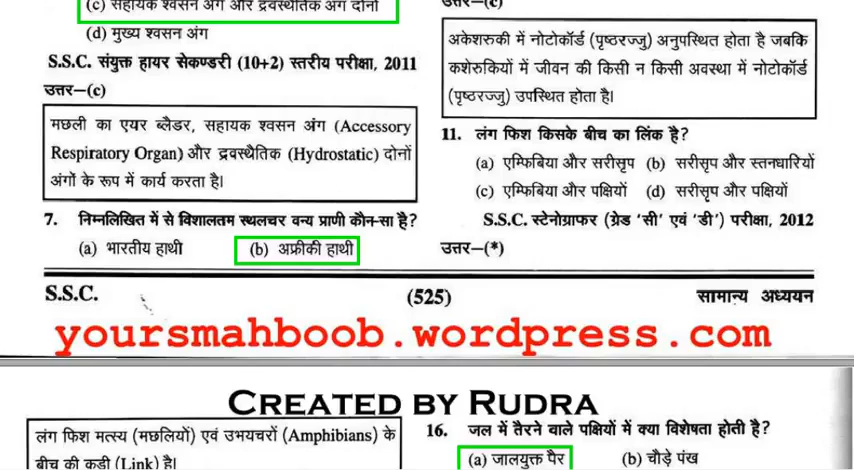 (c) सहायक श्वसन अंग और द्रवस्थैतिक अंग दोनों
(d) मुख्य श्वसन अंग
S.S.C. संयुक्त हायर सेकण्डरी (10+2) स्तरीय परीक्षा, 2011
उत्तर–(c)
मछली का एयर ब्लैडर, सहायक श्वसन अंग (Accessory
Respiratory Organ) और द्रवस्थैतिक (Hydrostatic) दोनों
अंगों के रूप में कार्य करता है।
7. निम्नलिखित में से विशालतम स्थलचर वन्य प्राणी कौन-सा है?
(a) भारतीय हाथी (b) अफ्रीकी हाथी
उत्तर–(c)
अकेशरुकी में नोटोकॉर्ड (पृष्ठरज्जु) अनुपस्थित होता है जबकि
कशेरुकियों में जीवन की किसी न किसी अवस्था में नोटोकॉर्ड
(पृष्ठरज्जु) उपस्थित होता है।
11. लंग फिश किसके बीच का लिंक है?
(a) एम्फिबिया और सरीसृप (b) सरीसृप और स्तनधारियों
(c) एम्फिबिया और पक्षियों (d) सरीसृप और पक्षियों
S.S.C. स्टेनोग्राफर (ग्रेड ‘सी’ एवं ‘डी’) परीक्षा, 2012
उत्तर–(*)
S.S.C. (525) सामान्य अध्ययन
yoursmahboob.wordpress.com
CREATED BY RUDRA
लंग फिश मत्स्य (मछलियों) एवं उभयचरों (Amphibians) के
बीच की कड़ी (Link) है।
16. जल में तैरने वाले पक्षियों में क्या विशेषता होती है?
(a) जालयुक्त पैर (b) चौड़े पंख